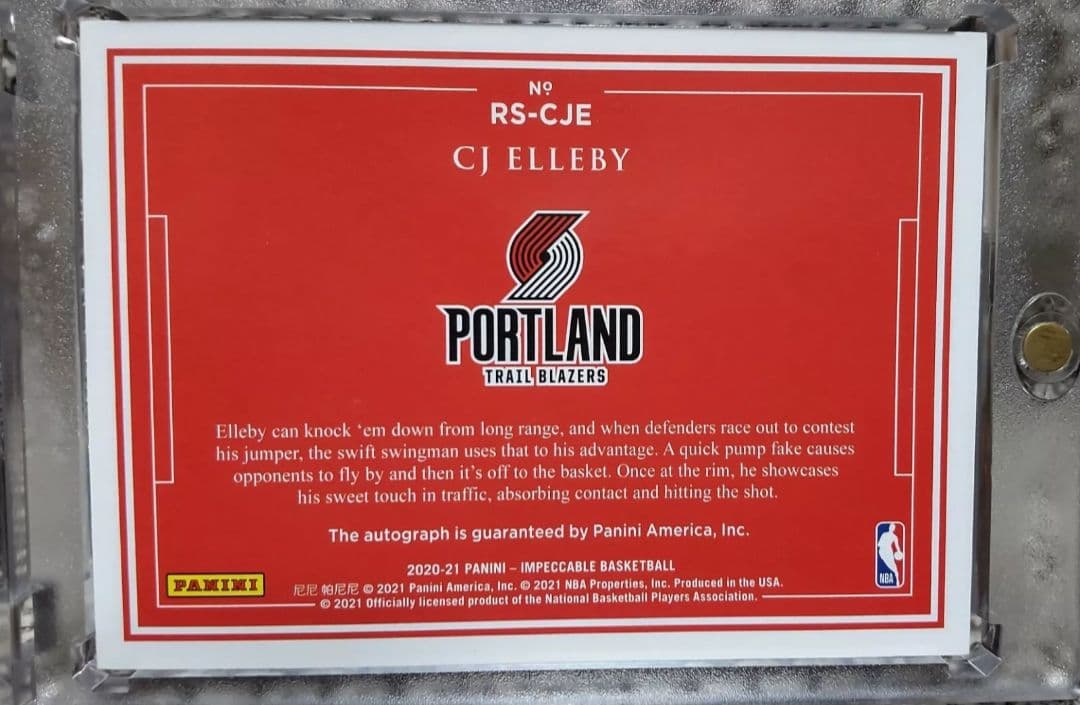 Nº
RS-CJE
CJ ELLEBY
PORTLAND
TRAIL BLAZERS
Elleby can knock ‘em down from long range, and when defenders race out to contest
his jumper, the swift swingman uses that to his advantage. A quick pump fake causes
opponents to fly by and then it’s off to the basket. Once at the rim, he showcases
his sweet touch in traffic, absorbing contact and hitting the shot.
The autograph is guaranteed by Panini America, Inc.
2020-21 PANINI – IMPECCABLE BASKETBALL
尼尼 帕尼尼 © 2021 Panini America, Inc. © 2021 NBA Properties, Inc. Produced in the USA.
© 2021 Officially licensed product of the National Basketball Players Association.
PANINI
NBA